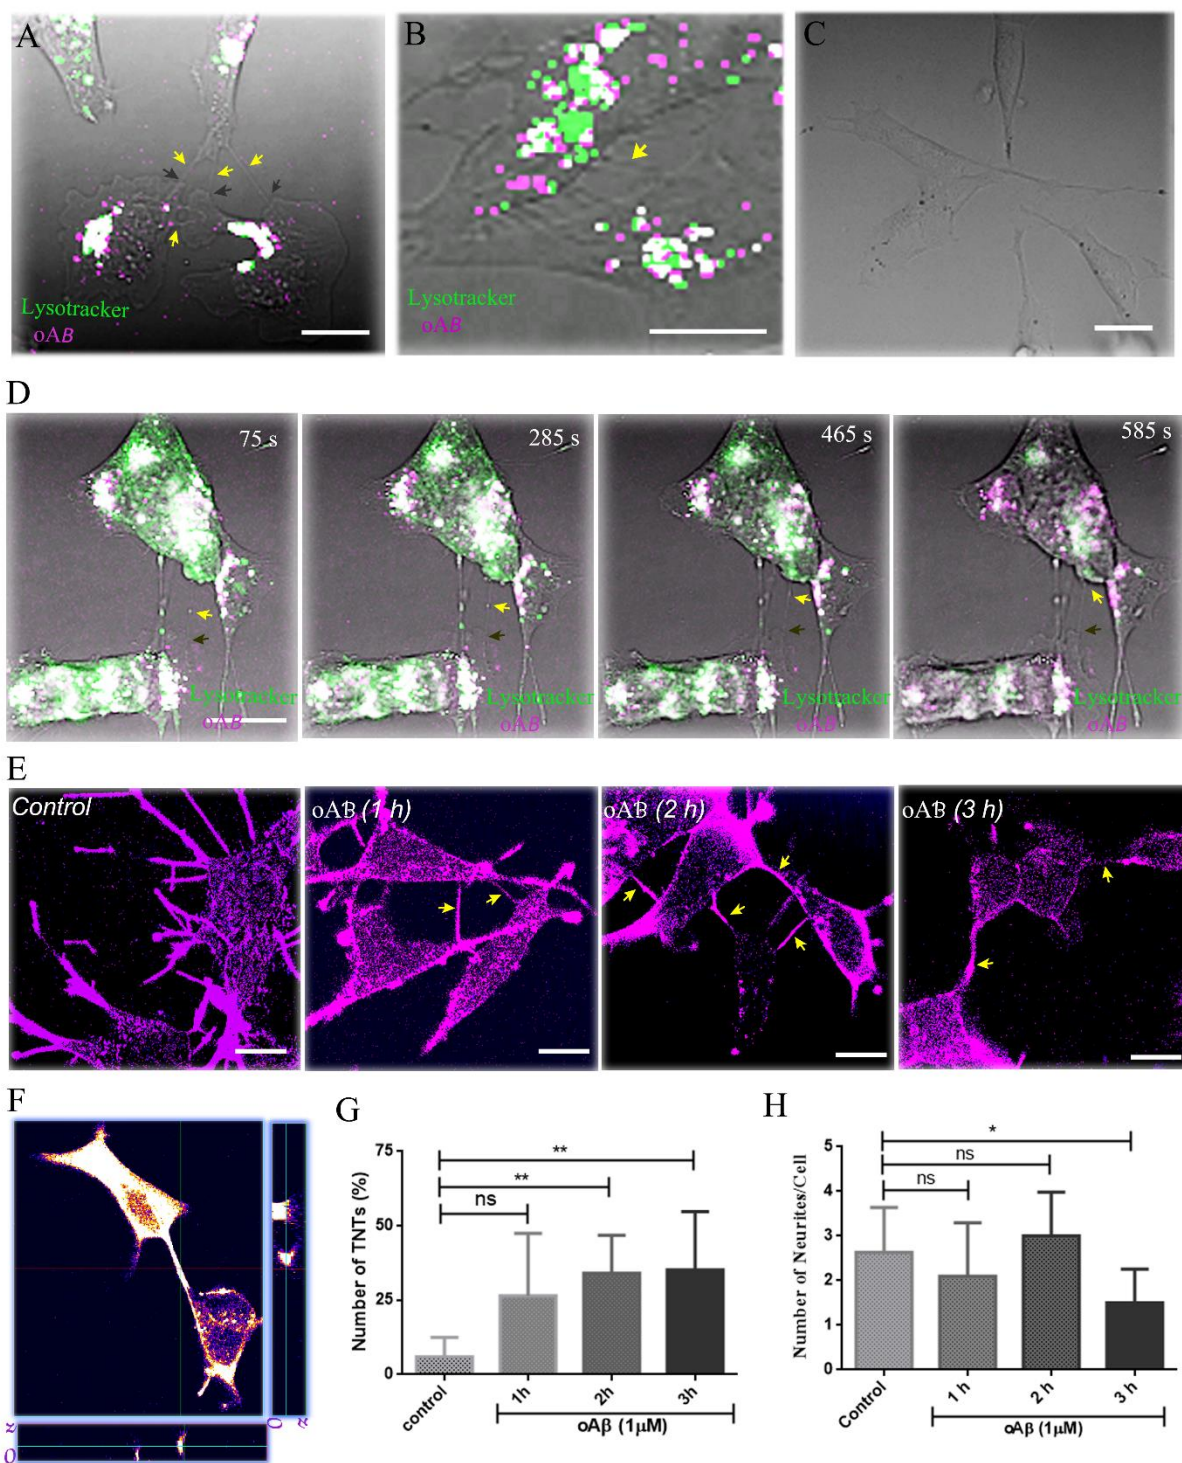 A
B
C
Lysotracker
oAB
Lysotracker
oAB
D
75 s
285 s
465 s
585 s
Lysotracker
oAB
Lysotracker
oAB
Lysotracker
oAB
Lysotracker
oAB
E
Control
oAB (1 h)
oAB (2 h)
oAB (3 h)
F
z
0
0
z
G
Number of TNTs (%)
75
50
25
0
**
**
ns
control
1h
2h
3h
oAβ (1µM)
H
Number of Neurites/Cell
5
4
3
2
1
0
*
ns
ns
Control
1 h
2 h
3 h
oAβ (1µM)